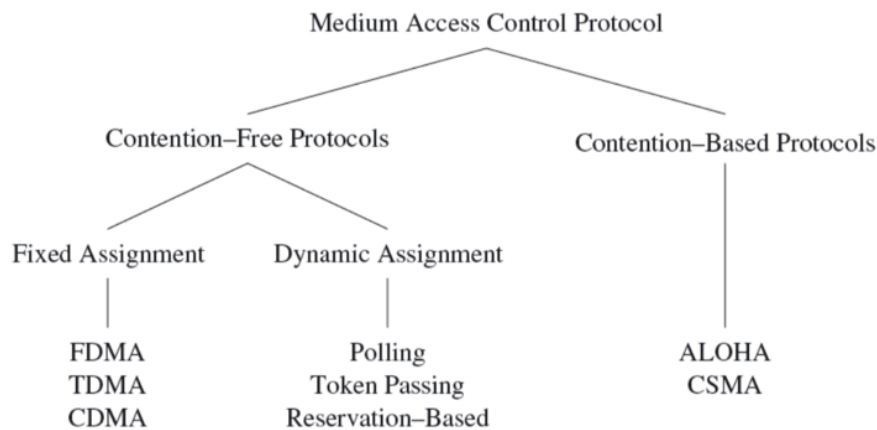 Medium Access Control Protocol
Contention–Free Protocols
Contention–Based Protocols
Fixed Assignment
Dynamic Assignment
FDMA
TDMA
CDMA
Polling
Token Passing
Reservation–Based
ALOHA
CSMA